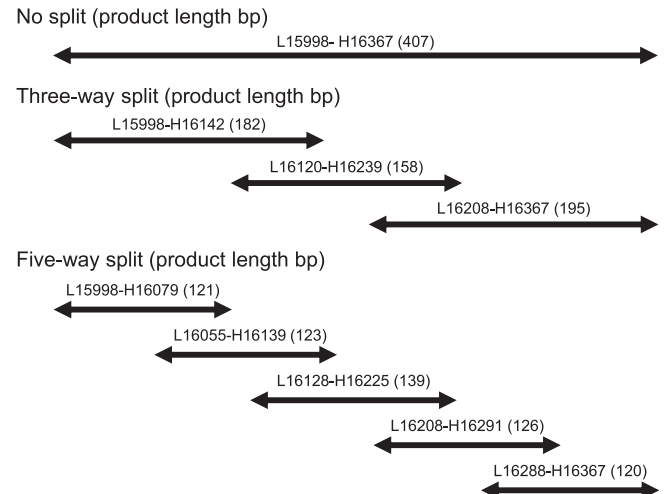 No split (product length bp)
L15998- H16367 (407)
Three-way split (product length bp)
L15998-H16142 (182)
L16120-H16239 (158)
L16208-H16367 (195)
Five-way split (product length bp)
L15998-H16079 (121)
L16055-H16139 (123)
L16128-H16225 (139)
L16208-H16291 (126)
L16288-H16367 (120)